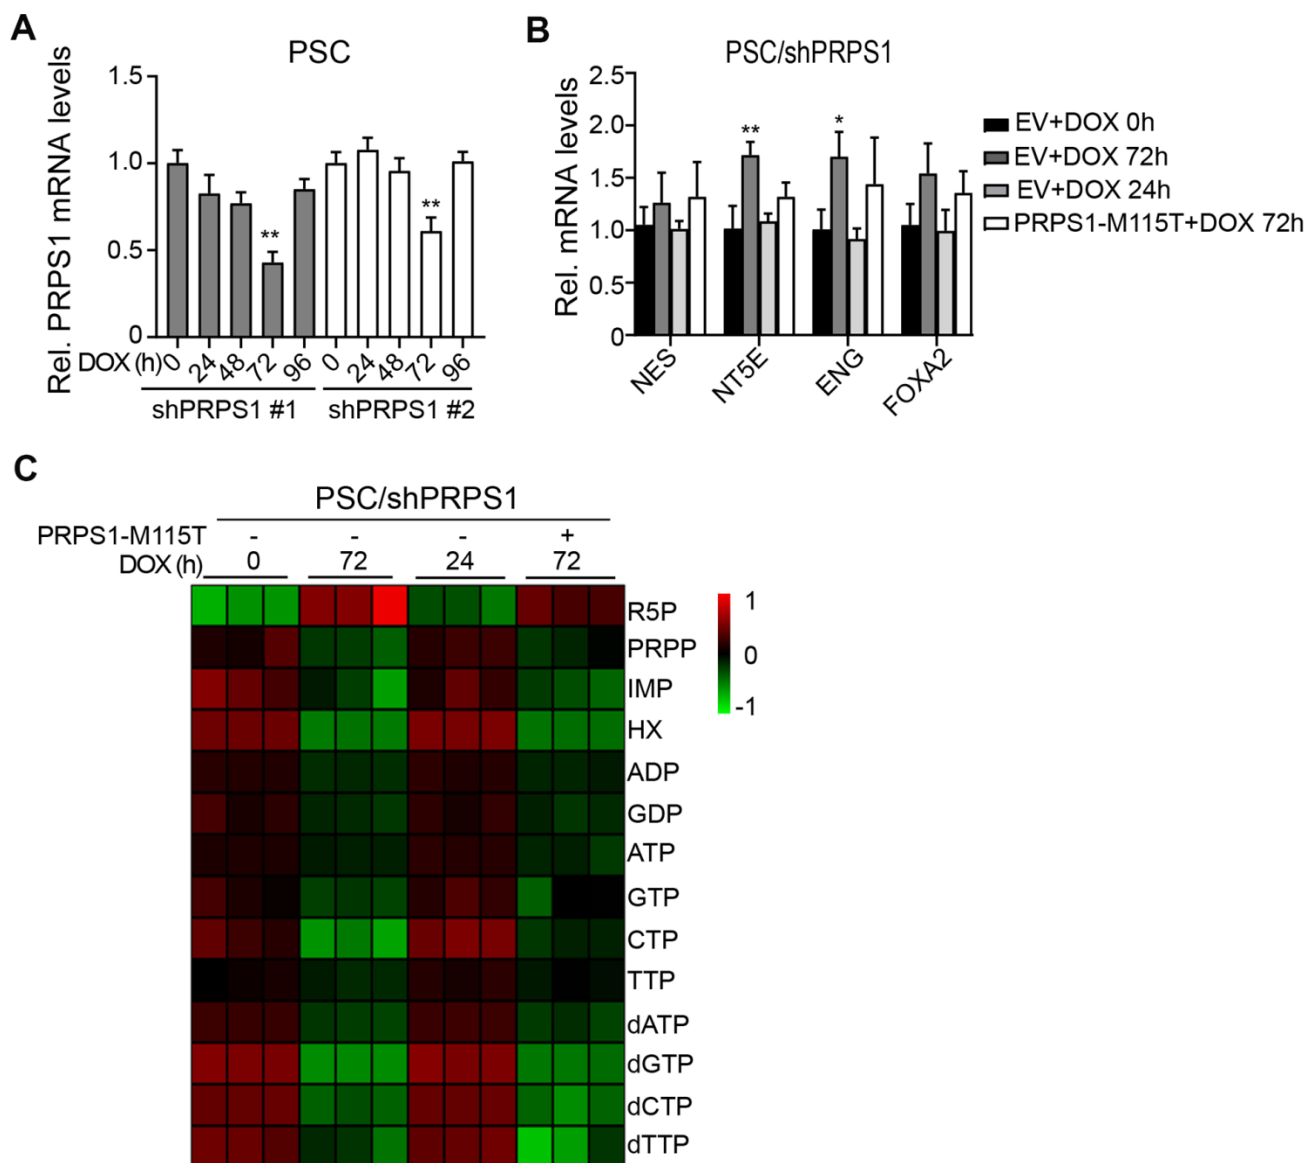 A
PSC
Rel. PRPS1 mRNA levels
1.5
1.0
0.5
0
**
**
DOX (h)
0
24
48
72
96
0
24
48
72
96
shPRPS1 #1
shPRPS1 #2
B
PSC/shPRPS1
Rel. mRNA levels
2.5
2.0
1.5
1.0
0.5
0
**
*
NES
NT5E
ENG
FOXA2
EV+DOX 0h
EV+DOX 72h
EV+DOX 24h
PRPS1-M115T+DOX 72h
C
PSC/shPRPS1
PRPS1-M115T - - - +
DOX (h) 0 72 24 72
R5P
PRPP
IMP
HX
ADP
GDP
ATP
GTP
CTP
TTP
dATP
dGTP
dCTP
dTTP
1
0
-1